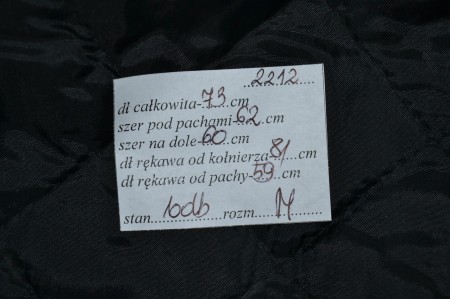 ..2212....
dł całkowita-73..cm
szer pod pachami-62...cm
szer na dole-60...cm
dł rękawa od kołnierza-81...cm
dł rękawa od pachy-59...cm
stan...bdb...rozm...M...